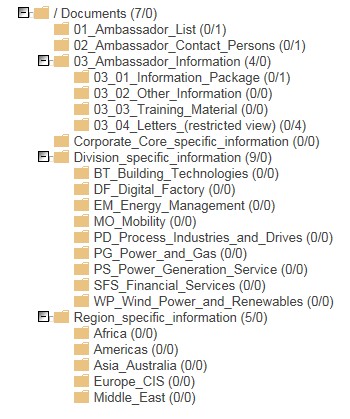 / Documents (7/0)
01_Ambassador_List (0/1)
02_Ambassador_Contact_Persons (0/1)
03_Ambassador_Information (4/0)
03_01_Information_Package (0/1)
03_02_Other_Information (0/0)
03_03_Training_Material (0/0)
03_04_Letters_(restricted view) (0/4)
Corporate_Core_specific_information (0/0)
Division_specific_information (9/0)
BT_Building_Technologies (0/0)
DF_Digital_Factory (0/0)
EM_Energy_Management (0/0)
MO_Mobility (0/0)
PD_Process_Industries_and_Drives (0/0)
PG_Power_and_Gas (0/0)
PS_Power_Generation_Service (0/0)
SFS_Financial_Services (0/0)
WP_Wind_Power_and_Renewables (0/0)
Region_specific_information (5/0)
Africa (0/0)
Americas (0/0)
Asia_Australia (0/0)
Europe_CIS (0/0)
Middle_East (0/0)